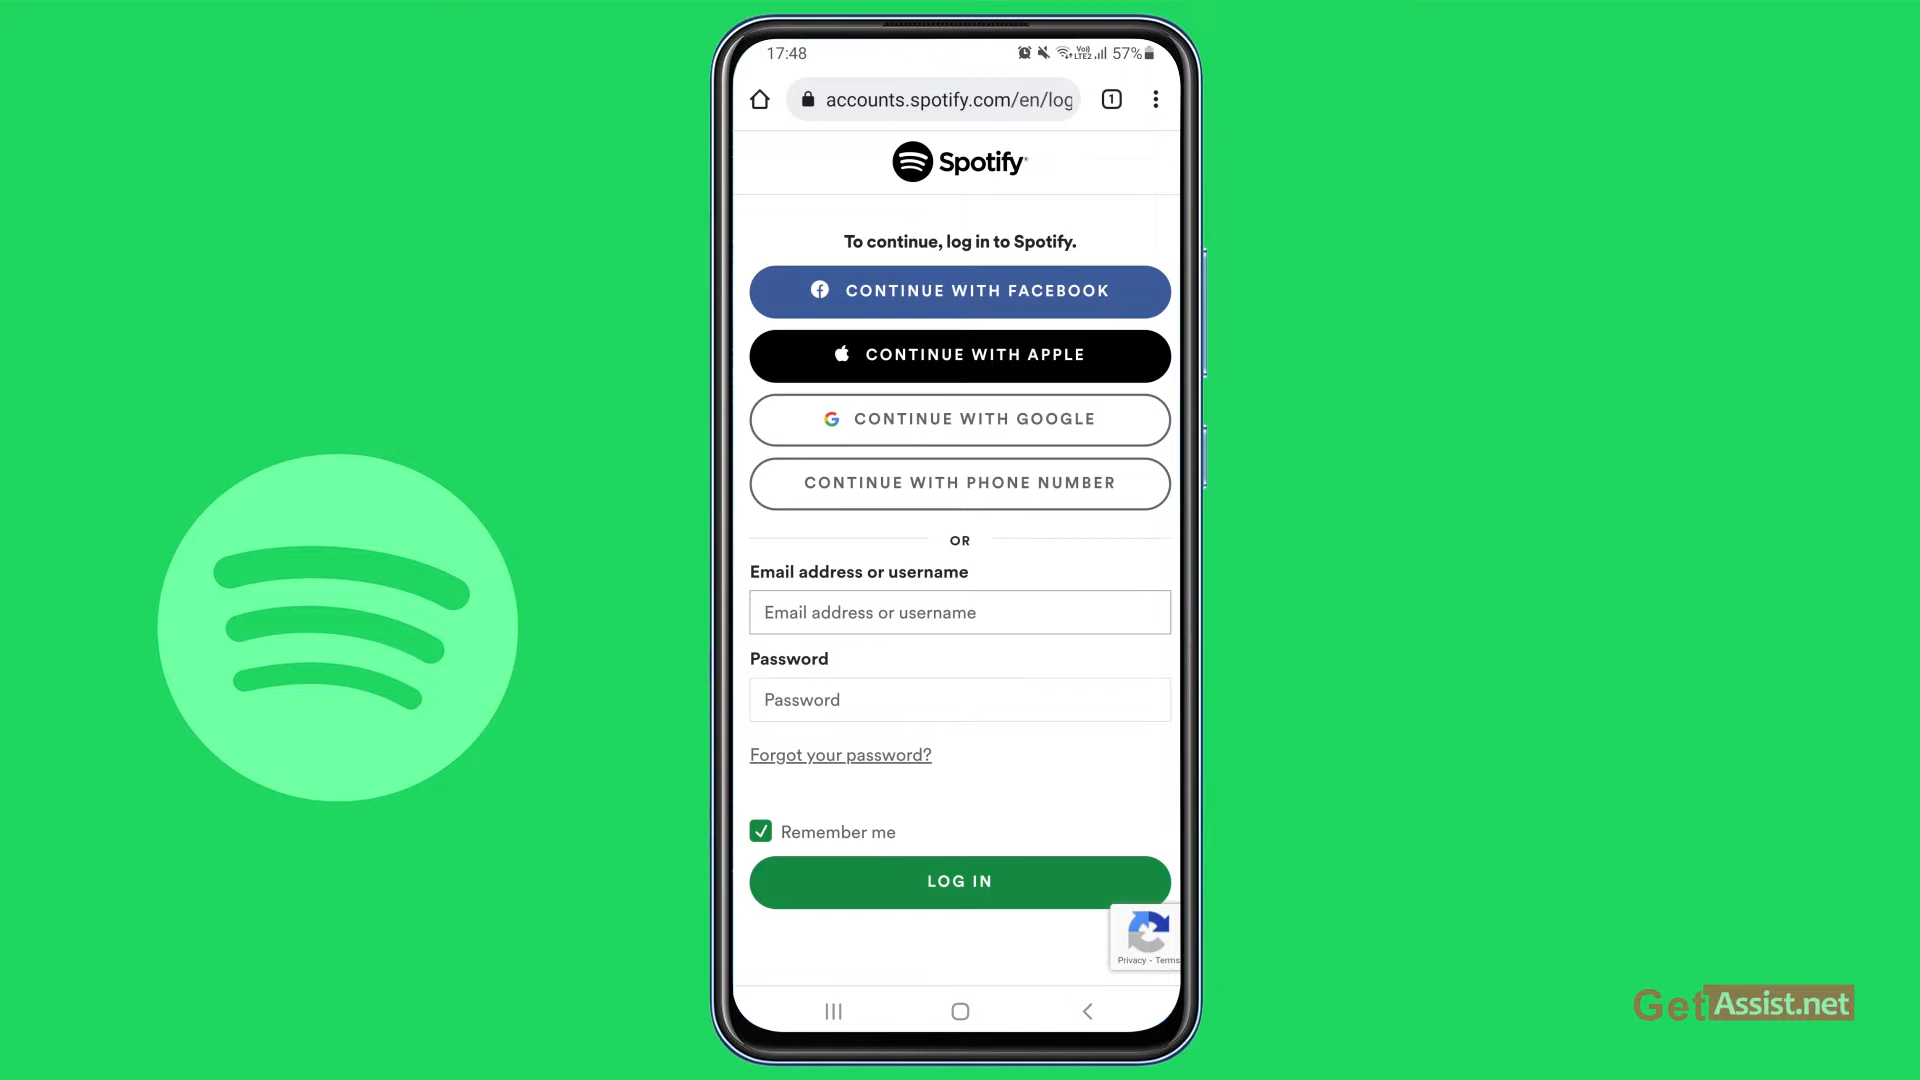 17:48
Vo)) LTE2 57%
accounts.spotify.com/en/log
1
Spotify
To continue, log in to Spotify.
CONTINUE WITH FACEBOOK
CONTINUE WITH APPLE
CONTINUE WITH GOOGLE
CONTINUE WITH PHONE NUMBER
OR
Email address or username
Email address or username
Password
Password
Forgot your password?
Remember me
LOG IN
Privacy - Terms
GetAssist.net